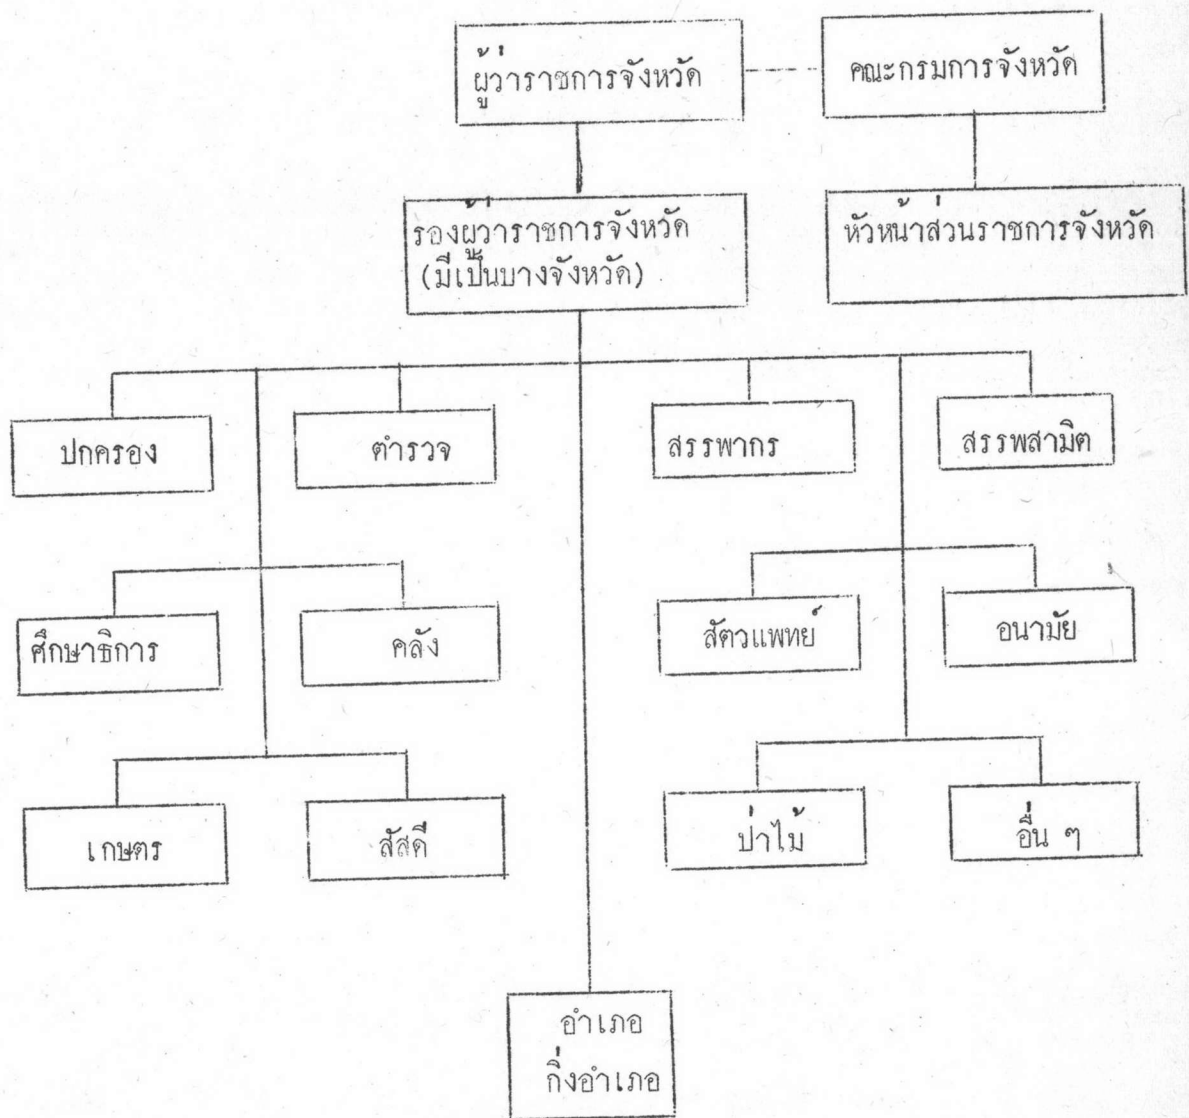 ผู้ว่าราชการจังหวัด
คณะกรมการจังหวัด
รองผู้ว่าราชการจังหวัด
(มีเป็นบางจังหวัด)
หัวหน้าส่วนราชการจังหวัด
ปกครอง
ตำรวจ
สรรพากร
สรรพสามิต
ศึกษาธิการ
คลัง
สัตวแพทย์
อนามัย
เกษตร
สัสดี
ป่าไม้
อื่น ๆ
อำเภอ
กิ่งอำเภอ